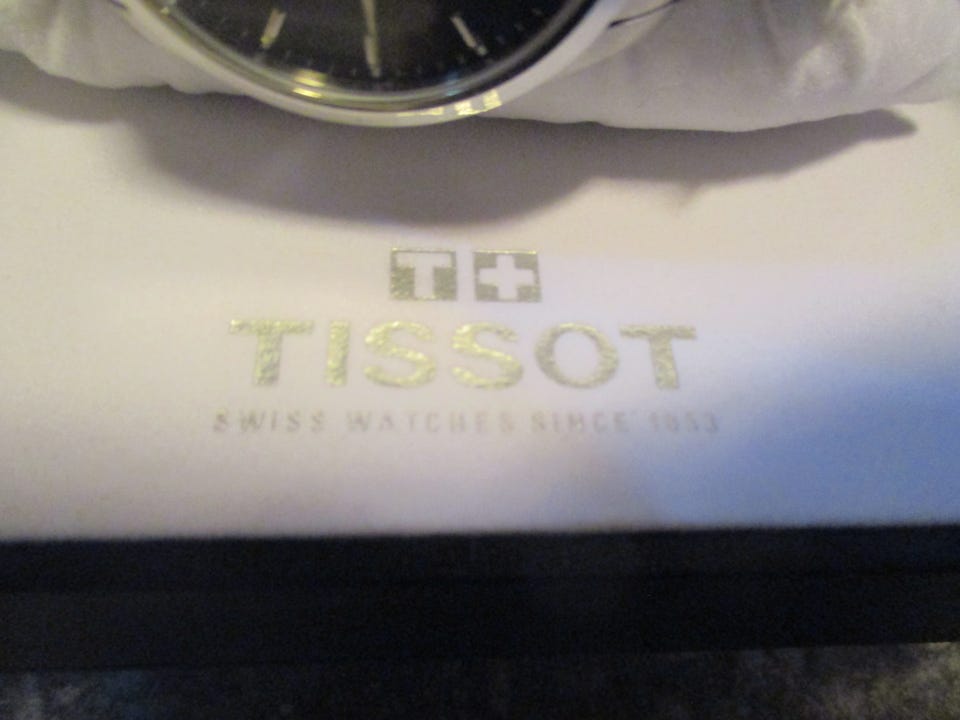 T+
TISSOT
SWISS WATCHES SINCE 1853